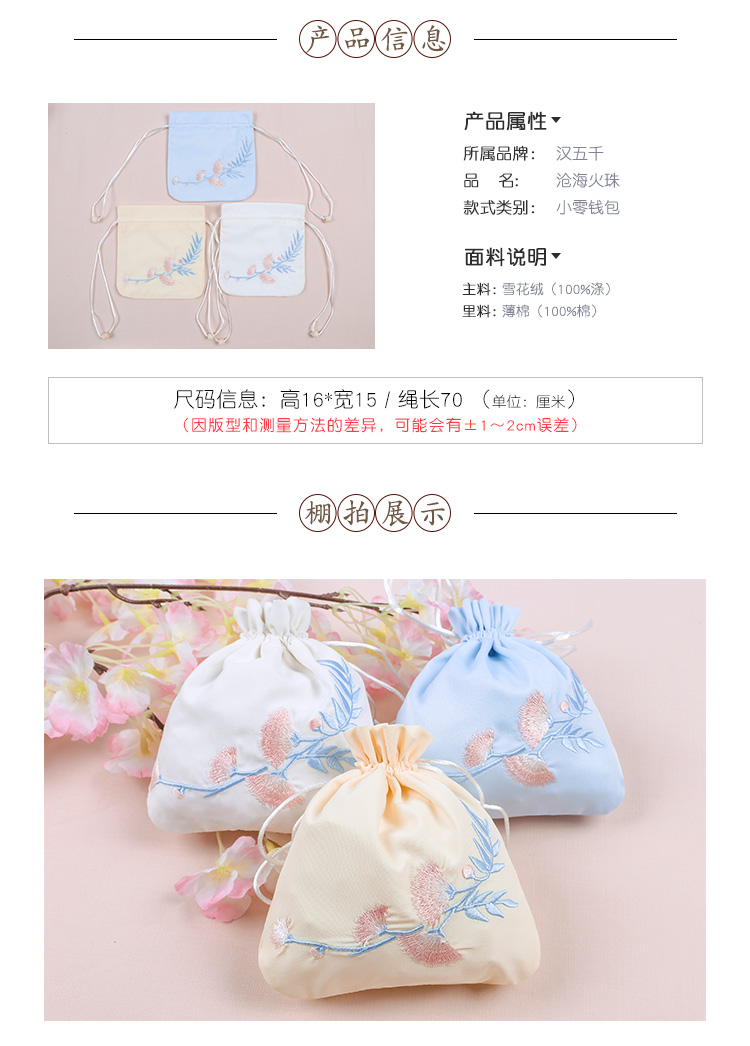 产品信息
产品属性
所属品牌： 汉五千
品 名： 沧海火珠
款式类别： 小零钱包
面料说明
主料：雪花绒（100%涤）
里料：薄棉（100%棉）
尺码信息：高16*宽15 / 绳长70 （单位：厘米）
（因版型和测量方法的差异，可能会有±1～2cm误差）
棚拍展示